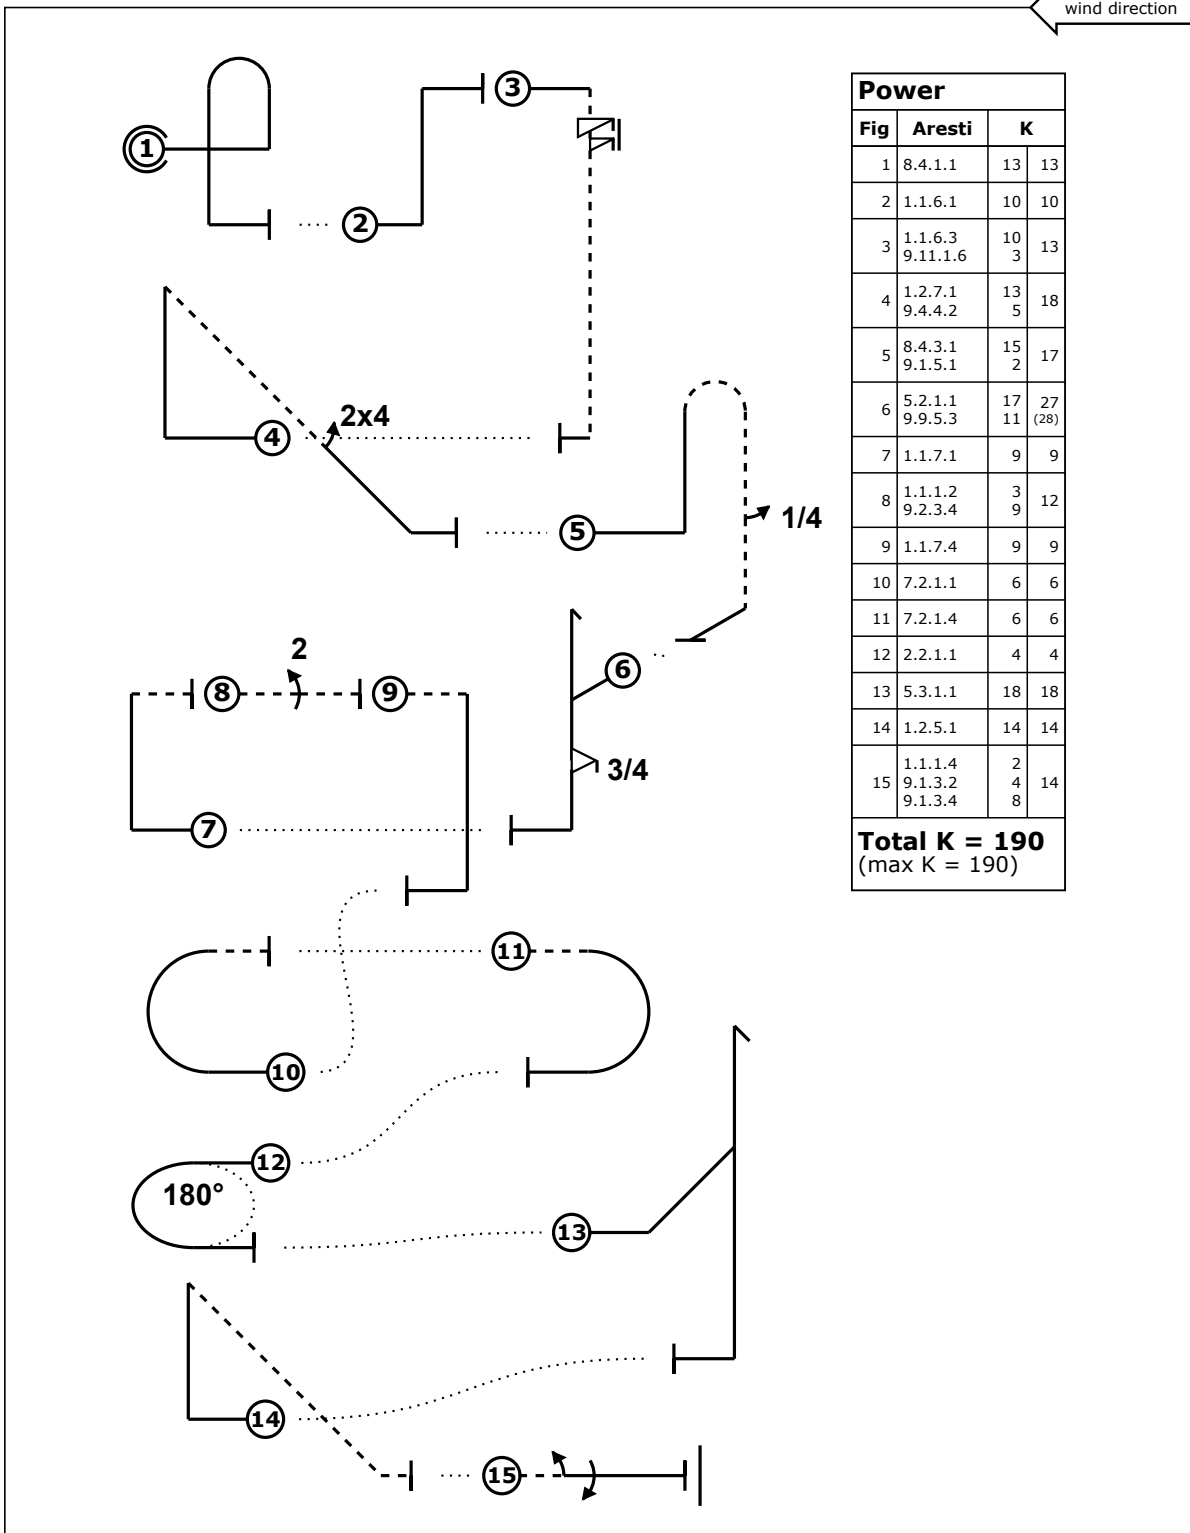 wind direction
1
2
3
4
2x4
5
1/4
6
3/4
7
8
2
9
10
11
12
180°
13
14
15
Power
Fig Aresti K
1 8.4.1.1 13 13
2 1.1.6.1 10 10
3 1.1.6.3 10 13
9.11.1.6 3
4 1.2.7.1 13 18
9.4.4.2 5
5 8.4.3.1 15 17
9.1.5.1 2
6 5.2.1.1 17 27
9.9.5.3 11 (28)
7 1.1.7.1 9 9
8 1.1.1.2 3 12
9.2.3.4 9
9 1.1.7.4 9 9
10 7.2.1.1 6 6
11 7.2.1.4 6 6
12 2.2.1.1 4 4
13 5.3.1.1 18 18
14 1.2.5.1 14 14
15 1.1.1.4 2 14
9.1.3.2 4
9.1.3.4 8
Total K = 190
(max K = 190)